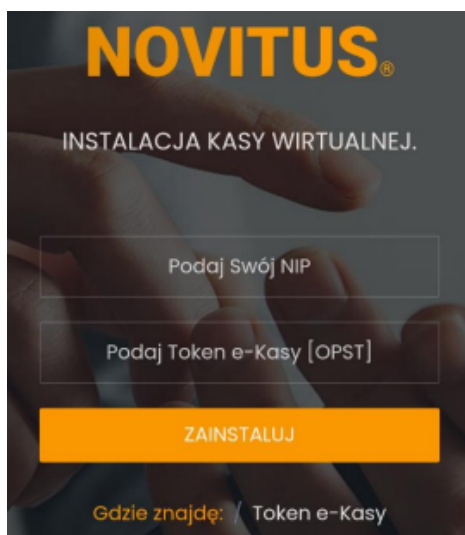 NOVITUS®
INSTALACJA KASY WIRTUALNEJ.
Podaj Swój NIP
Podaj Token e-Kasy [OPST]
ZAINSTALUJ
Gdzie znajdę: / Token e-Kasy